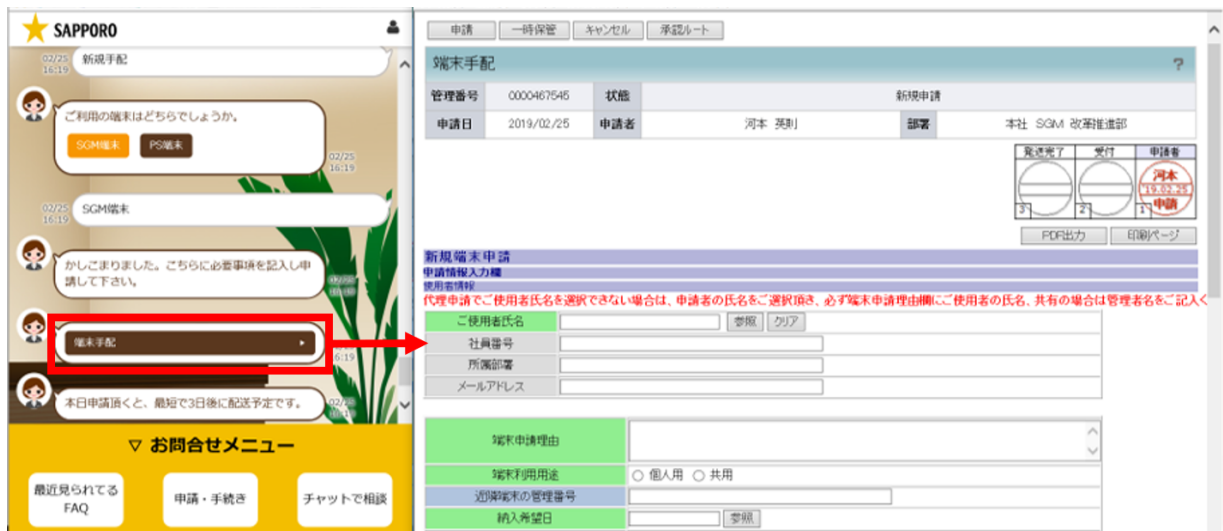 SAPPORO
02/25
16:19
新規手配
ご利用の端末はどちらでしょうか。
SGM端末
PS端末
02/25
16:19
02/25
16:19
SGM端末
かしこまりました。こちらに必要事項を記入し申
請して下さい。
端末手配
本日申請頂くと、最短で3日後に配送予定です。
▽ お問合せメニュー
最近見られてる
FAQ
申請・手続き
チャットで相談
申請
一時保管
キャンセル
承認ルート
端末手配
?
管理番号
0000467545
状態
新規申請
申請日
2019/02/25
申請者
河本 英則
部署
本社 SGM 改革推進部
発送完了
受付
申請者
河本
'19.02.25
申請
3
2
1
PDF出力
印刷ページ
新規端末申請
申請情報入力欄
使用者情報
代理申請でご使用者氏名を選択できない場合は、申請者の氏名をご選択頂き、必ず端末申請理由欄にご使用者の氏名、共有の場合は管理者名をご記入く
ご使用者氏名
参照
クリア
社員番号
所属部署
メールアドレス
端末申請理由
端末利用用途
個人用
共用
近隣端末の管理番号
納入希望日
参照